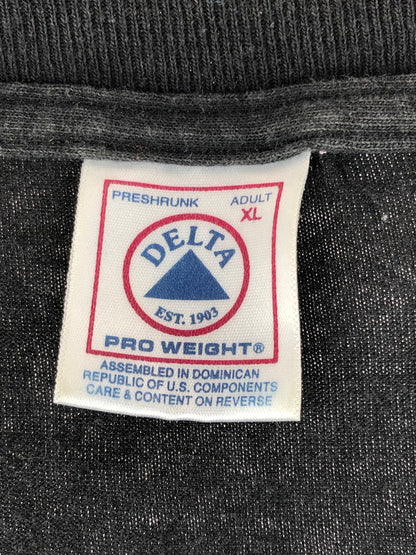 PRESHRUNK ADULT
XL
DELTA
EST. 1903
PRO WEIGHT®
ASSEMBLED IN DOMINICAN
REPUBLIC OF U.S. COMPONENTS
CARE & CONTENT ON REVERSE